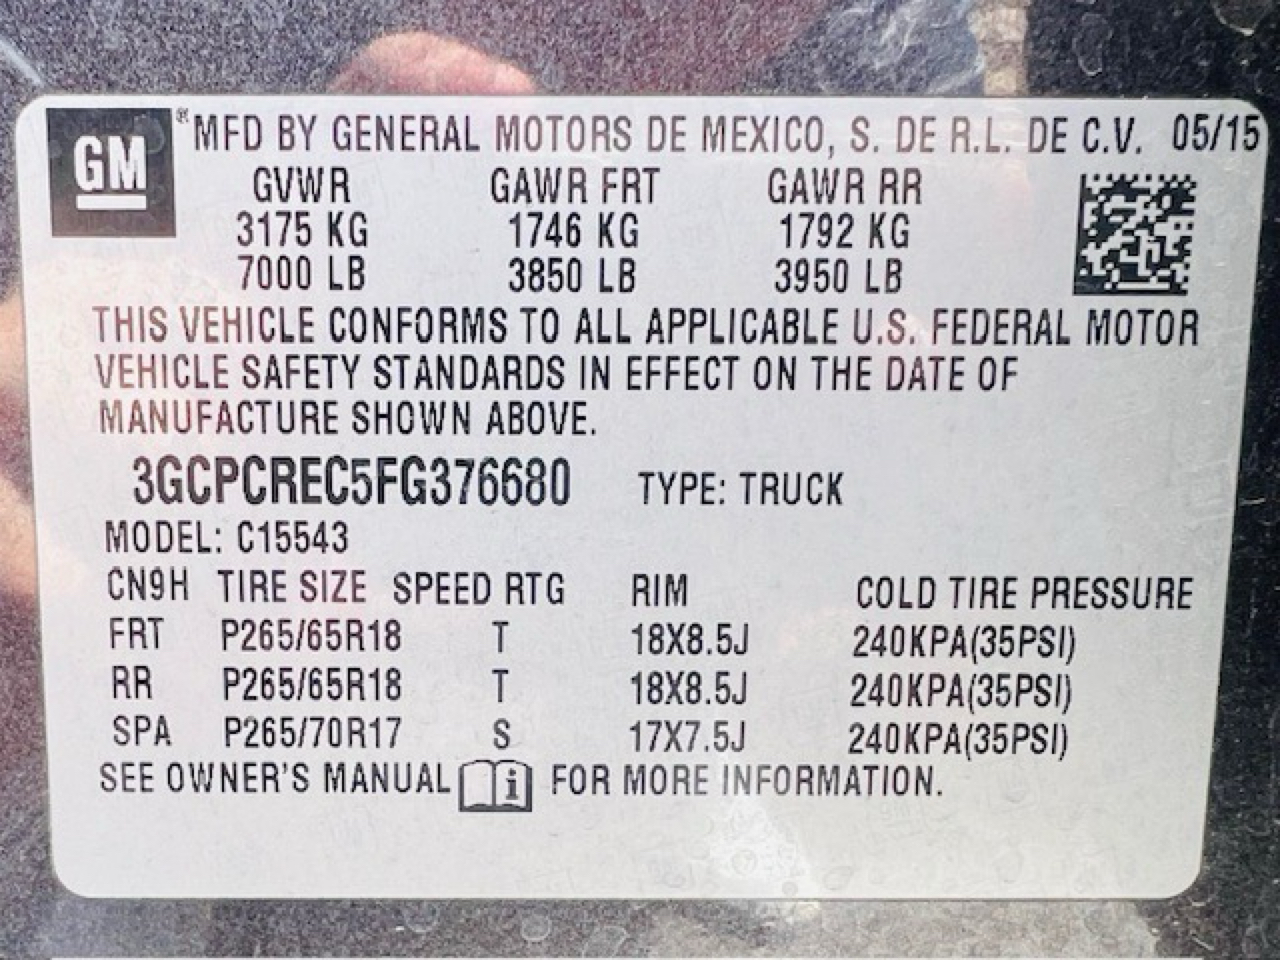 GM ® MFD BY GENERAL MOTORS DE MEXICO, S. DE R.L. DE C.V. 05/15
GVWR GAWR FRT GAWR RR
3175 KG 1746 KG 1792 KG
7000 LB 3850 LB 3950 LB
THIS VEHICLE CONFORMS TO ALL APPLICABLE U.S. FEDERAL MOTOR
VEHICLE SAFETY STANDARDS IN EFFECT ON THE DATE OF
MANUFACTURE SHOWN ABOVE.
3GCPCREC5FG376680 TYPE: TRUCK
MODEL: C15543
CN9H TIRE SIZE SPEED RTG RIM COLD TIRE PRESSURE
FRT P265/65R18 T 18X8.5J 240KPA(35PSI)
RR P265/65R18 T 18X8.5J 240KPA(35PSI)
SPA P265/70R17 S 17X7.5J 240KPA(35PSI)
SEE OWNER'S MANUAL i FOR MORE INFORMATION.